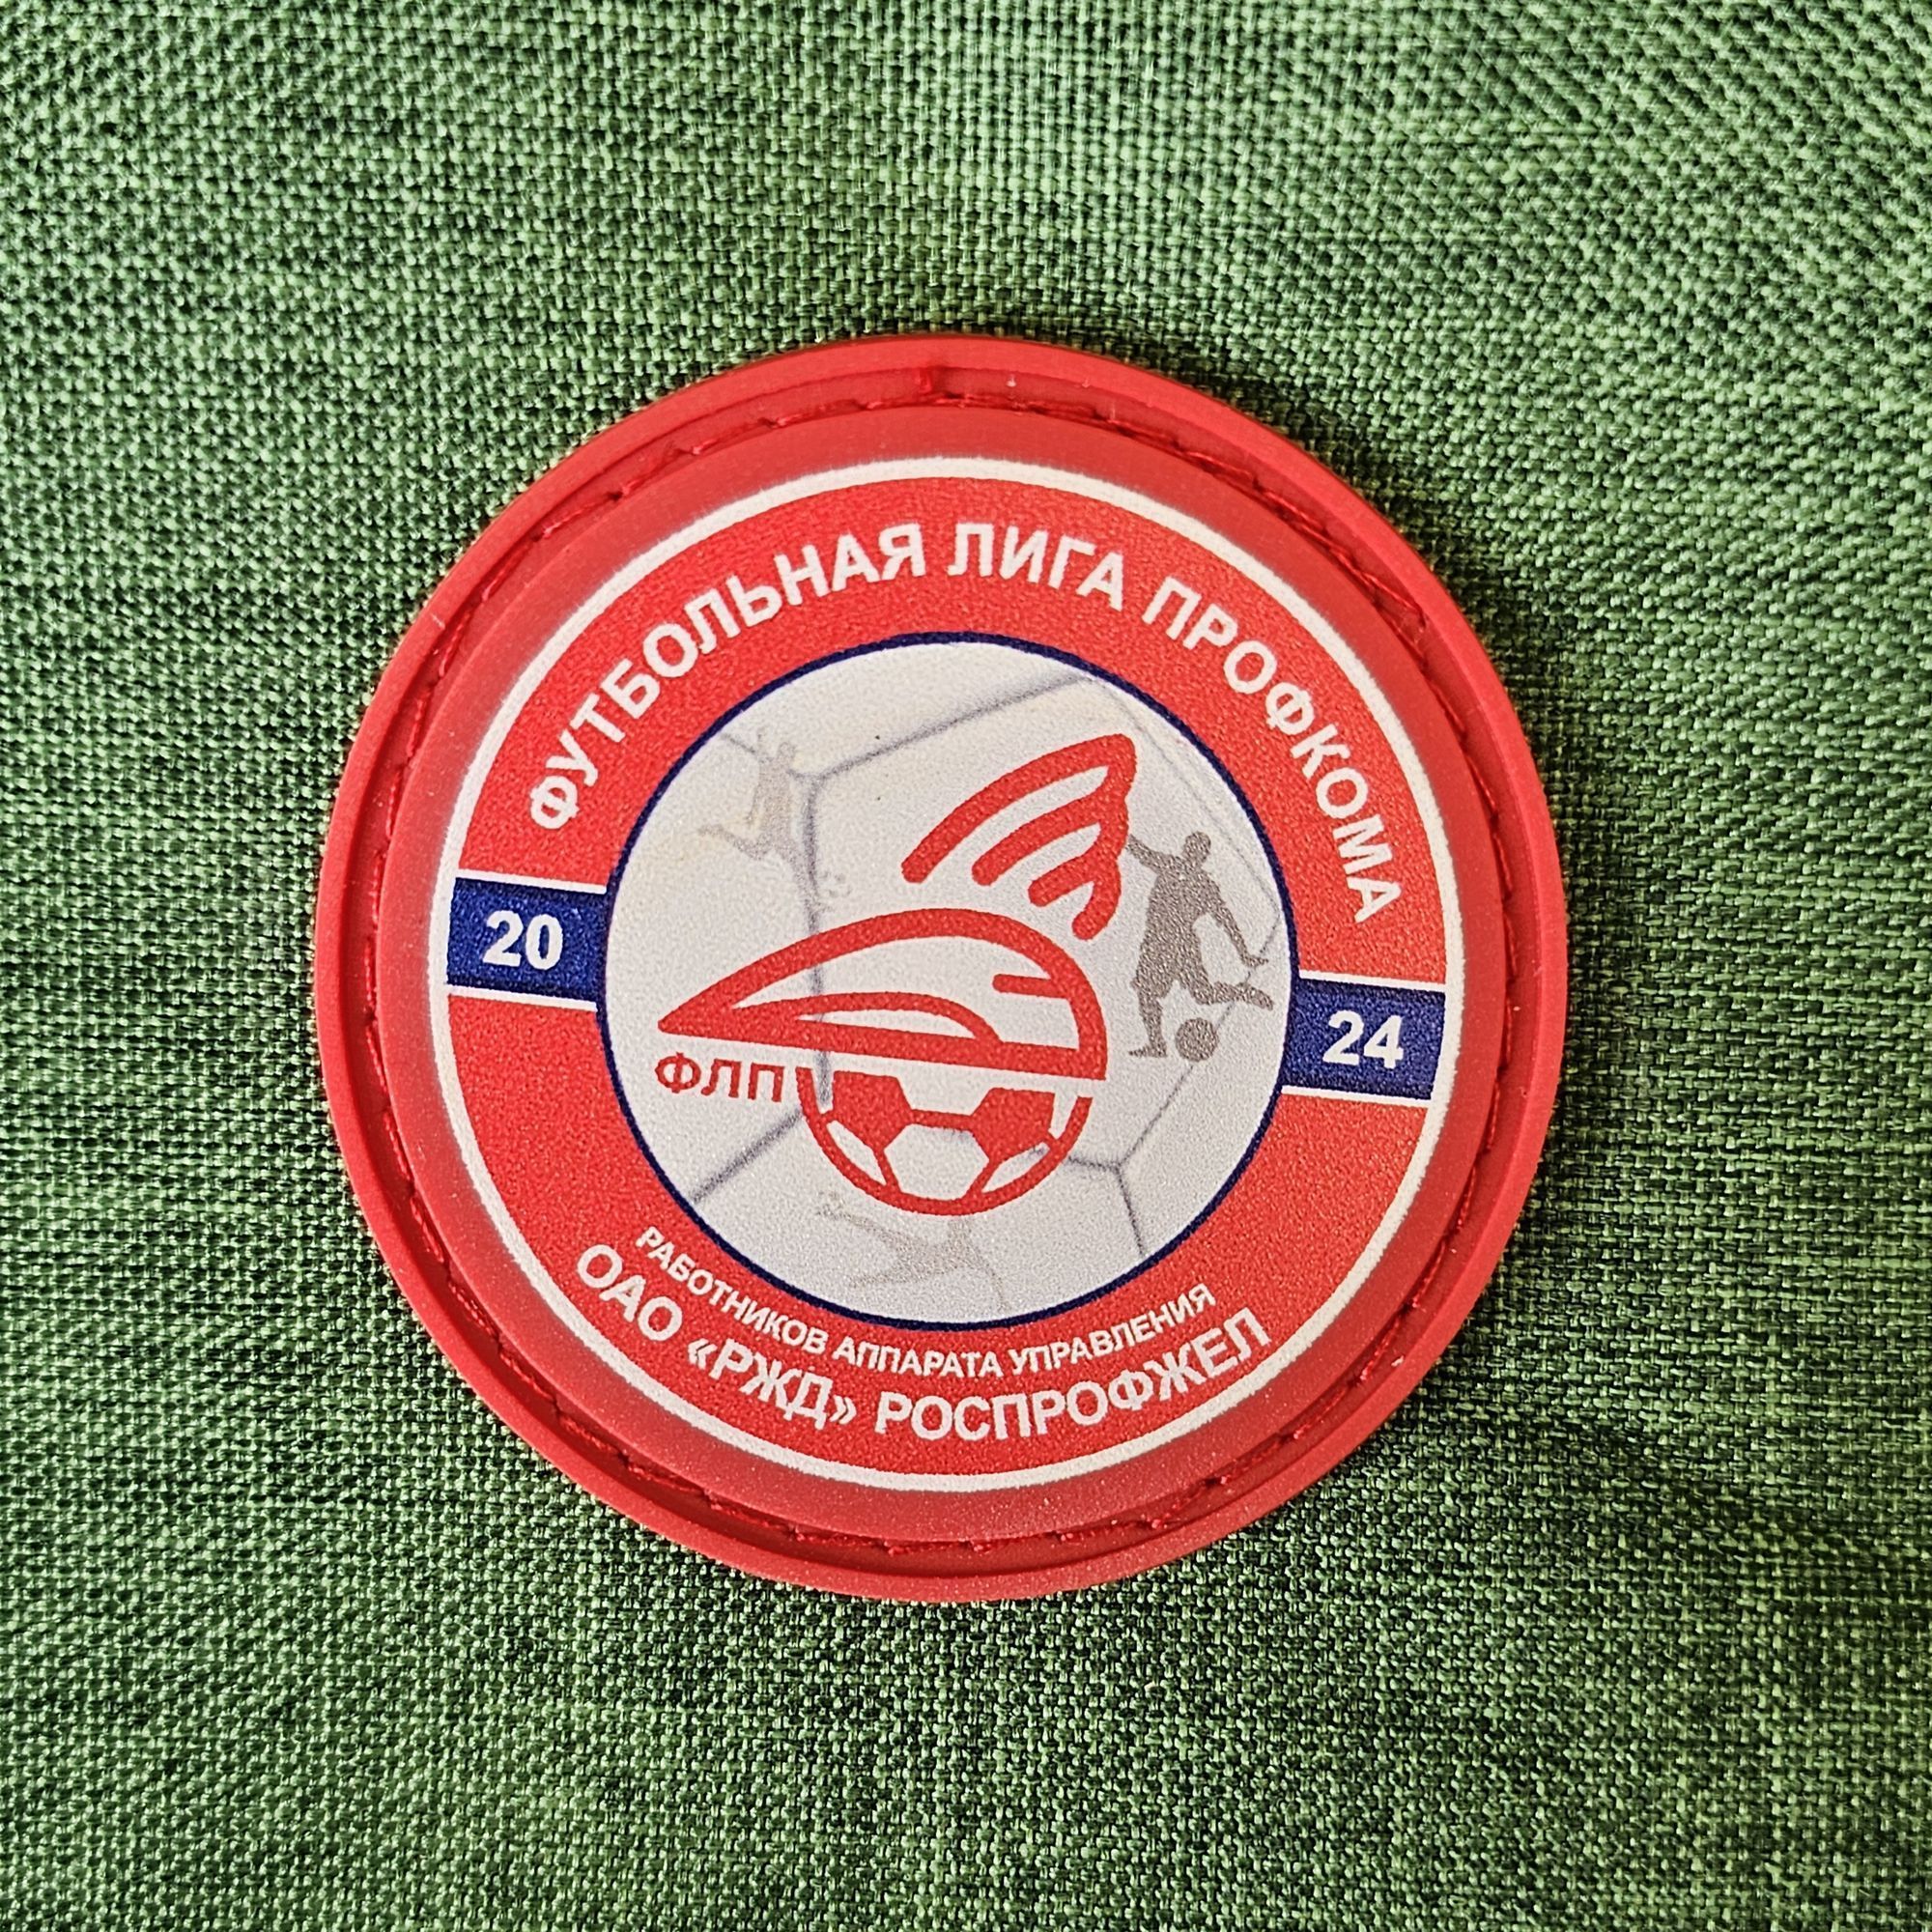 ФУТБОЛЬНАЯ ЛИГА ПРОФКОМА
20
24
ФЛП
РАБОТНИКОВ АППАРАТА УПРАВЛЕНИЯ
ОАО «РЖД» РОСПРОФЖЕЛ